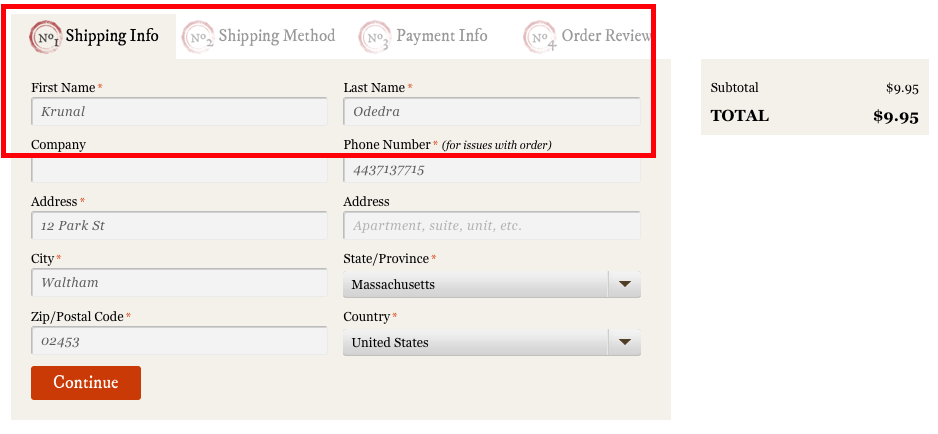 Nº1 Shipping Info Nº2 Shipping Method Nº3 Payment Info Nº4 Order Review
First Name* Last Name*
Krunal Odedra
Company Phone Number* (for issues with order)
4437137715
Address* Address
12 Park St Apartment, suite, unit, etc.
City* State/Province*
Waltham Massachusetts
Zip/Postal Code* Country*
02453 United States
Continue
Subtotal $9.95
TOTAL $9.95